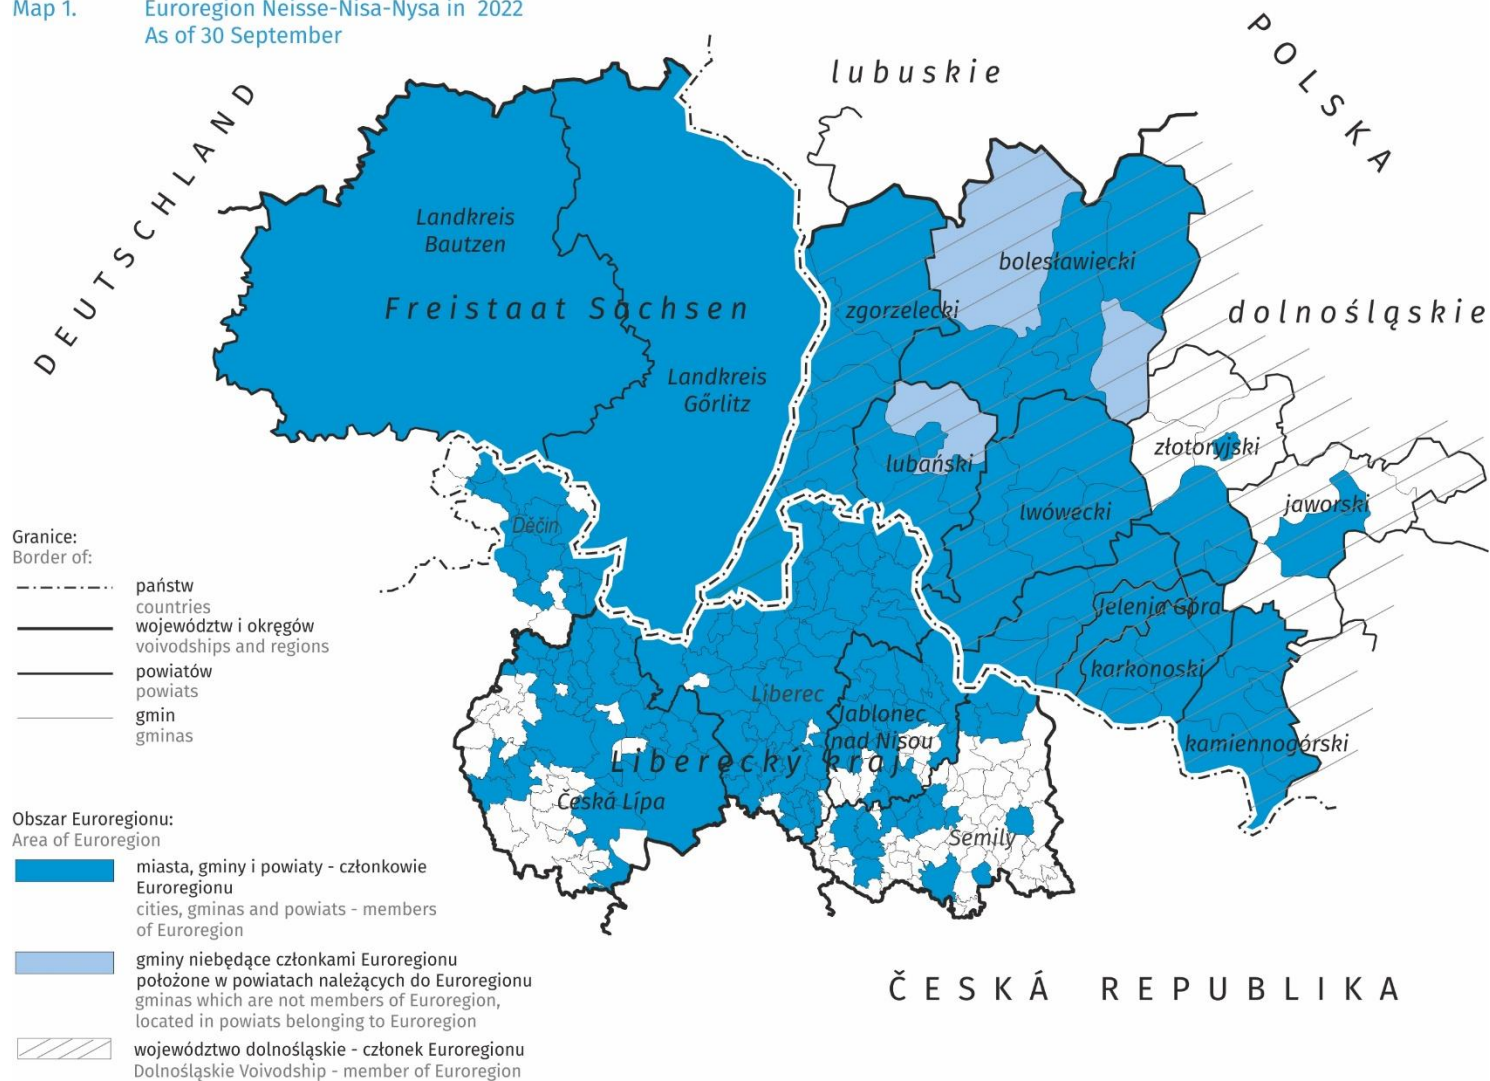 Map 1. Euroregion Neisse-Nisa-Nysa in 2022
As of 30 September
DEUTSCHLAND
lubuskie
POLSKA
Landkreis
Bautzen
bolesławiecki
Freistaat Sachsen
zgorzelecki
dolnośląskie
Landkreis
Gőrlitz
złotoryjski
lubański
lwówecki
jaworski
Děčín
Jelenia Góra
karkonoski
kamiennogórski
Liberec
Jablonec
nad Nisou
Liberecký kraj
Česká Lípa
Semily
ČESKÁ REPUBLIKA
Granice:
Border of:
państw
countries
województw i okręgów
voivodships and regions
powiatów
powiats
gmin
gminas
Obszar Euroregionu:
Area of Euroregion
miasta, gminy i powiaty - członkowie
Euroregionu
cities, gminas and powiats - members
of Euroregion
gminy niebędące członkami Euroregionu
położone w powiatach należących do Euroregionu
gminas which are not members of Euroregion,
located in powiats belonging to Euroregion
województwo dolnośląskie - członek Euroregionu
Dolnośląskie Voivodship - member of Euroregion